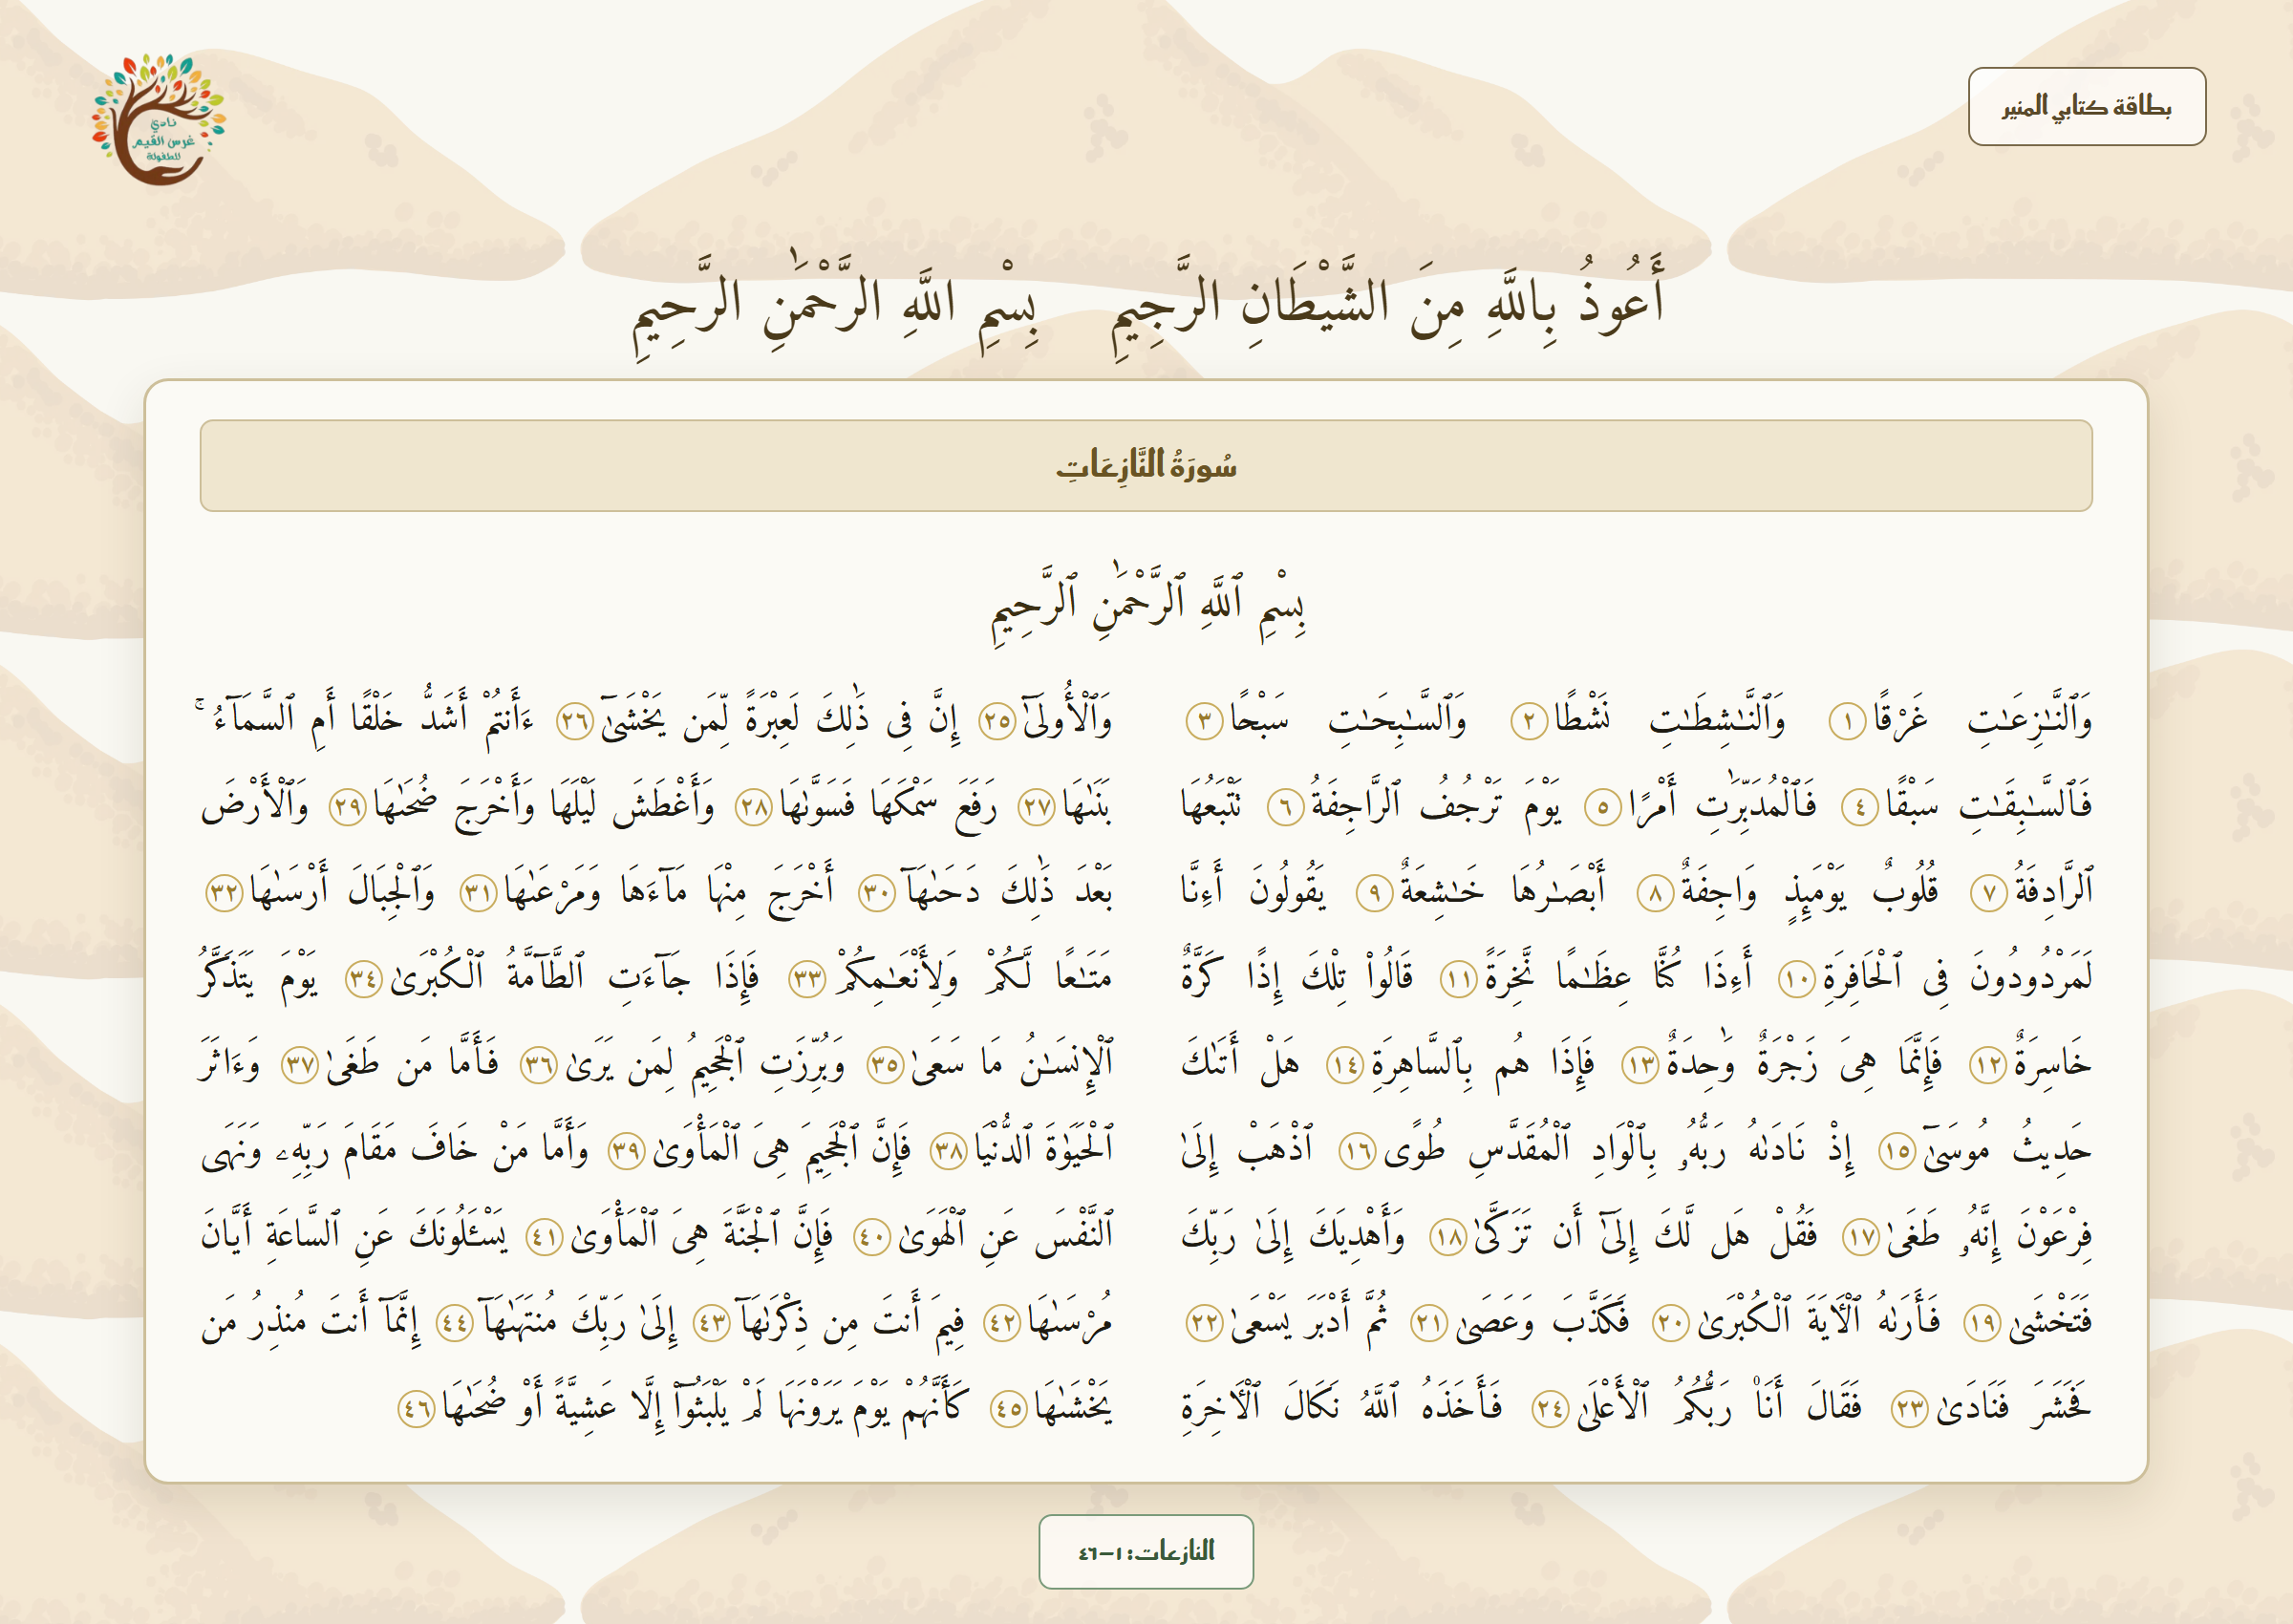 بطاقة كتابي المنير
نادي
غرس القيم
للطفولة
أَعُوذُ بِاللَّهِ مِنَ الشَّيْطَانِ الرَّجِيمِ بِسْمِ اللَّهِ الرَّحْمَٰنِ الرَّحِيمِ
سُورَةُ النَّازِعَاتِ
بِسْمِ ٱللَّهِ ٱلرَّحْمَٰنِ ٱلرَّحِيمِ
وَٱلنَّـٰزِعَـٰتِ غَرْقًا ١ وَٱلنَّـٰشِطَـٰتِ نَشْطًا ٢ وَٱلسَّـٰبِحَـٰتِ سَبْحًا ٣
فَٱلسَّـٰبِقَـٰتِ سَبْقًا ٤ فَٱلْمُدَبِّرَٰتِ أَمْرًا ٥ يَوْمَ تَرْجُفُ ٱلرَّاجِفَةُ ٦ تَتْبَعُهَا
ٱلرَّادِفَةُ ٧ قُلُوبٌ يَوْمَئِذٍ وَاجِفَةٌ ٨ أَبْصَـٰرُهَا خَـٰشِعَةٌ ٩ يَقُولُونَ أَءِنَّا
لَمَرْدُودُونَ فِى ٱلْحَافِرَةِ ١٠ أَءِذَا كُنَّا عِظَـٰمًا نَّخِرَةً ١١ قَالُوا۟ تِلْكَ إِذًا كَرَّةٌ
خَاسِرَةٌ ١٢ فَإِنَّمَا هِىَ زَجْرَةٌ وَٰحِدَةٌ ١٣ فَإِذَا هُم بِٱلسَّاهِرَةِ ١٤ هَلْ أَتَىٰكَ
حَدِيثُ مُوسَىٰٓ ١٥ إِذْ نَادَىٰهُ رَبُّهُۥ بِٱلْوَادِ ٱلْمُقَدَّسِ طُوًى ١٦ ٱذْهَبْ إِلَىٰ
فِرْعَوْنَ إِنَّهُۥ طَغَىٰ ١٧ فَقُلْ هَل لَّكَ إِلَىٰٓ أَن تَزَكَّىٰ ١٨ وَأَهْدِيَكَ إِلَىٰ رَبِّكَ
فَتَخْشَىٰ ١٩ فَأَرَىٰهُ ٱلْـَٔايَةَ ٱلْكُبْرَىٰ ٢٠ فَكَذَّبَ وَعَصَىٰ ٢١ ثُمَّ أَدْبَرَ يَسْعَىٰ ٢٢
فَحَشَرَ فَنَادَىٰ ٢٣ فَقَالَ أَنَا۠ رَبُّكُمُ ٱلْأَعْلَىٰ ٢٤ فَأَخَذَهُ ٱللَّهُ نَكَالَ ٱلْـَٔاخِرَةِ
وَٱلْأُولَىٰٓ ٢٥ إِنَّ فِى ذَٰلِكَ لَعِبْرَةً لِّمَن يَخْشَىٰٓ ٢٦ ءَأَنتُمْ أَشَدُّ خَلْقًا أَمِ ٱلسَّمَآءُ ۚ
بَنَىٰهَا ٢٧ رَفَعَ سَمْكَهَا فَسَوَّىٰهَا ٢٨ وَأَغْطَشَ لَيْلَهَا وَأَخْرَجَ ضُحَىٰهَا ٢٩ وَٱلْأَرْضَ
بَعْدَ ذَٰلِكَ دَحَىٰهَآ ٣٠ أَخْرَجَ مِنْهَا مَآءَهَا وَمَرْعَىٰهَا ٣١ وَٱلْجِبَالَ أَرْسَىٰهَا ٣٢
مَتَـٰعًا لَّكُمْ وَلِأَنْعَـٰمِكُمْ ٣٣ فَإِذَا جَآءَتِ ٱلطَّآمَّةُ ٱلْكُبْرَىٰ ٣٤ يَوْمَ يَتَذَكَّرُ
ٱلْإِنسَـٰنُ مَا سَعَىٰ ٣٥ وَبُرِّزَتِ ٱلْجَحِيمُ لِمَن يَرَىٰ ٣٦ فَأَمَّا مَن طَغَىٰ ٣٧ وَءَاثَرَ
ٱلْحَيَوٰةَ ٱلدُّنْيَا ٣٨ فَإِنَّ ٱلْجَحِيمَ هِىَ ٱلْمَأْوَىٰ ٣٩ وَأَمَّا مَنْ خَافَ مَقَامَ رَبِّهِۦ وَنَهَى
ٱلنَّفْسَ عَنِ ٱلْهَوَىٰ ٤٠ فَإِنَّ ٱلْجَنَّةَ هِىَ ٱلْمَأْوَىٰ ٤١ يَسْـَٔلُونَكَ عَنِ ٱلسَّاعَةِ أَيَّانَ
مُرْسَىٰهَا ٤٢ فِيمَ أَنتَ مِن ذِكْرَىٰهَآ ٤٣ إِلَىٰ رَبِّكَ مُنتَهَىٰهَآ ٤٤ إِنَّمَآ أَنتَ مُنذِرُ مَن
يَخْشَىٰهَا ٤٥ كَأَنَّهُمْ يَوْمَ يَرَوْنَهَا لَمْ يَلْبَثُوٓا۟ إِلَّا عَشِيَّةً أَوْ ضُحَىٰهَا ٤٦
النازعات: ١–٤٦